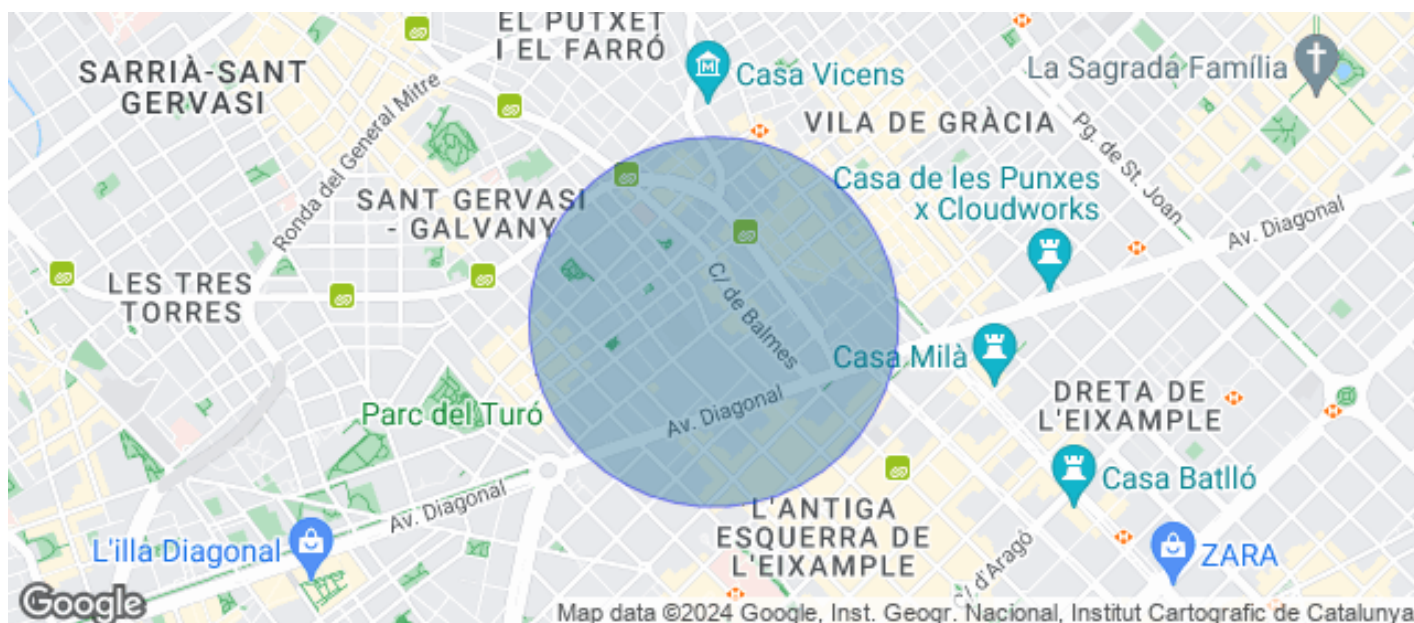 EL PUTXET
I EL FARRÓ
SARRIÀ-SANT
GERVASI
Casa Vicens
La Sagrada Família
VILA DE GRÀCIA
Ronda del General Mitre
Pg. de St. Joan
Casa de les Punxes
x Cloudworks
SANT GERVASI
- GALVANY
Av. Diagonal
LES TRES
TORRES
C/ de Balmes
Casa Milà
DRETA DE
L'EIXAMPLE
Parc del Turó
Av. Diagonal
Casa Batlló
Av. Diagonal
L'ANTIGA
ESQUERRA DE
L'EIXAMPLE
L'illa Diagonal
C/ d'Aragó
ZARA
Google
Map data ©2024 Google, Inst. Geogr. Nacional, Institut Cartografic de Catalunya